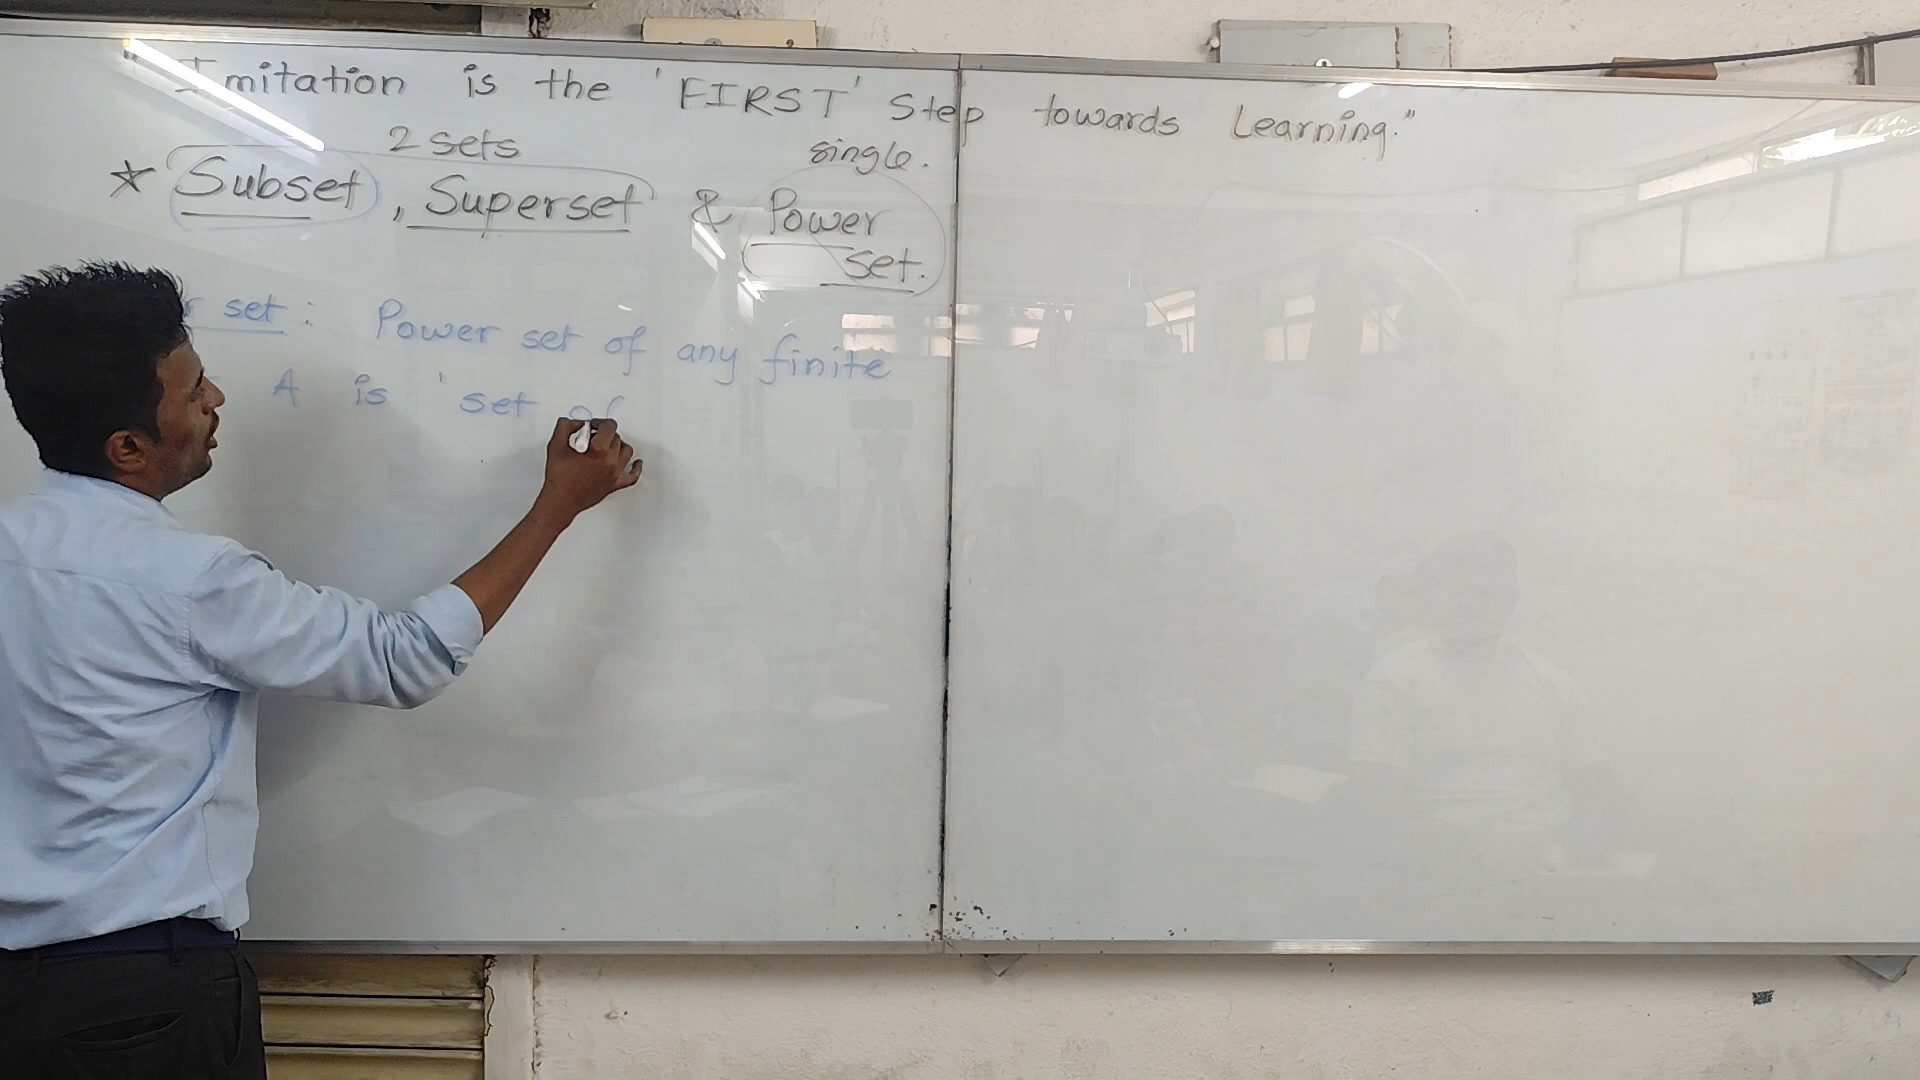 "Imitation is the 'FIRST' Step towards Learning."
2 sets single.
* Subset, Superset & Power
set.
set: Power set of any finite
A is 'set of